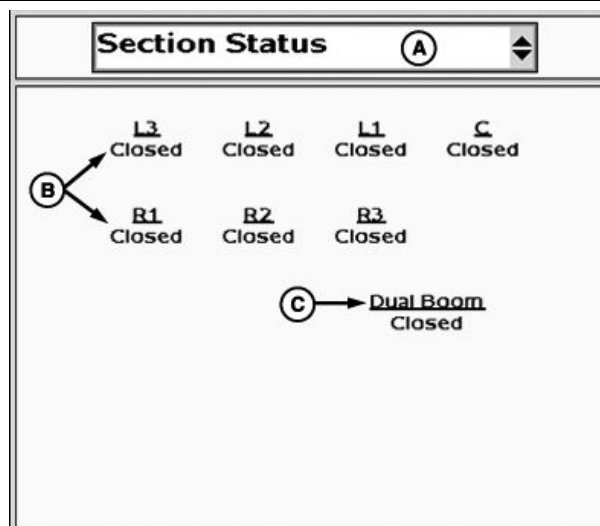 Section Status A
L3 L2 L1 C
Closed Closed Closed Closed
B
R1 R2 R3
Closed Closed Closed
C Dual Boom
Closed